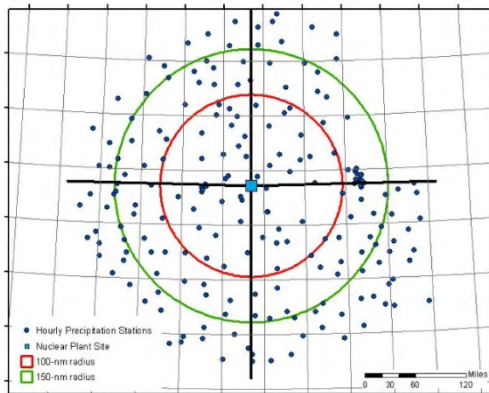 Hourly Precipitation Stations
Nuclear Plant Site
100-nm radius
150-nm radius
Miles
0 30 60 120